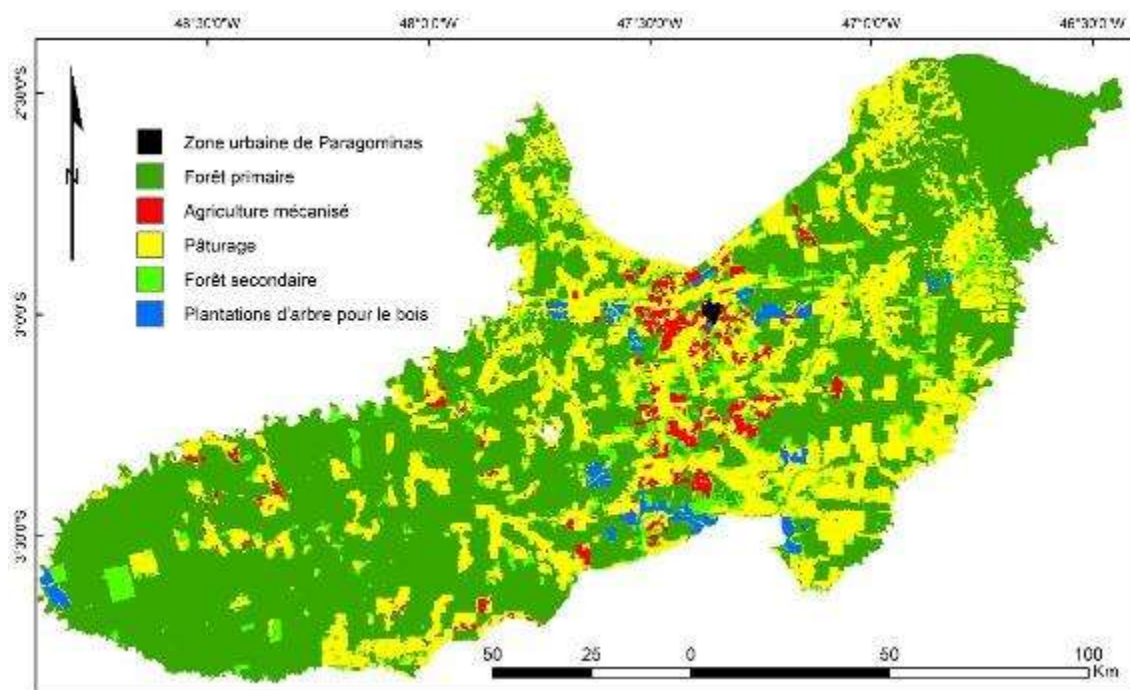 48°30'0"W 48°0'0"W 47°30'0"W 47°0'0"W 46°30'0"W
2°30'0"S
N
Zone urbaine de Paragominas
Forêt primaire
Agriculture mécanisé
Pâturage
Forêt secondaire
Plantations d'arbre pour le bois
3°0'0"S
3°30'0"S
50 25 0 50 100
Km